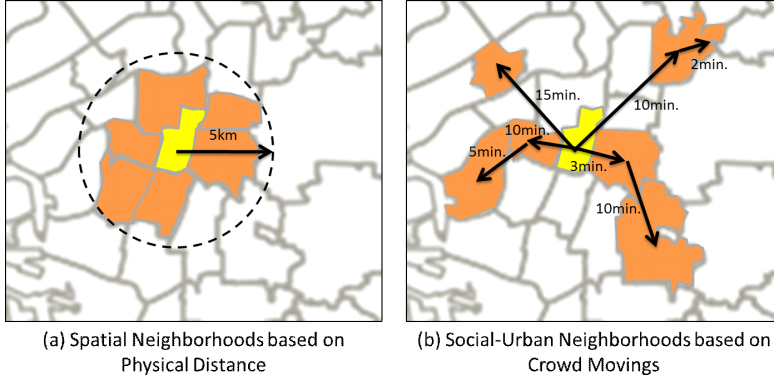 5km
2min.
15min.
10min.
10min.
5min.
3min.
10min.
(a) Spatial Neighborhoods based on
Physical Distance
(b) Social-Urban Neighborhoods based on
Crowd Movings